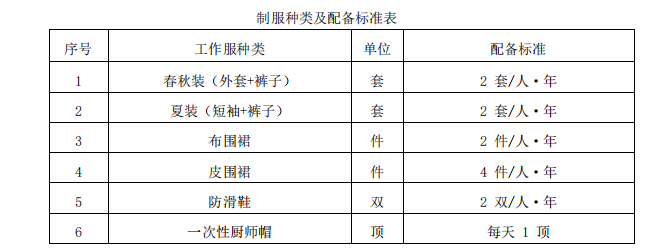 制服种类及配备标准表
序号 工作服种类 单位 配备标准
1 春秋装（外套+裤子） 套 2 套/人·年
2 夏装（短袖+裤子） 套 2 套/人·年
3 布围裙 件 2 件/人·年
4 皮围裙 件 4 件/人·年
5 防滑鞋 双 2 双/人·年
6 一次性厨师帽 顶 每天 1 顶